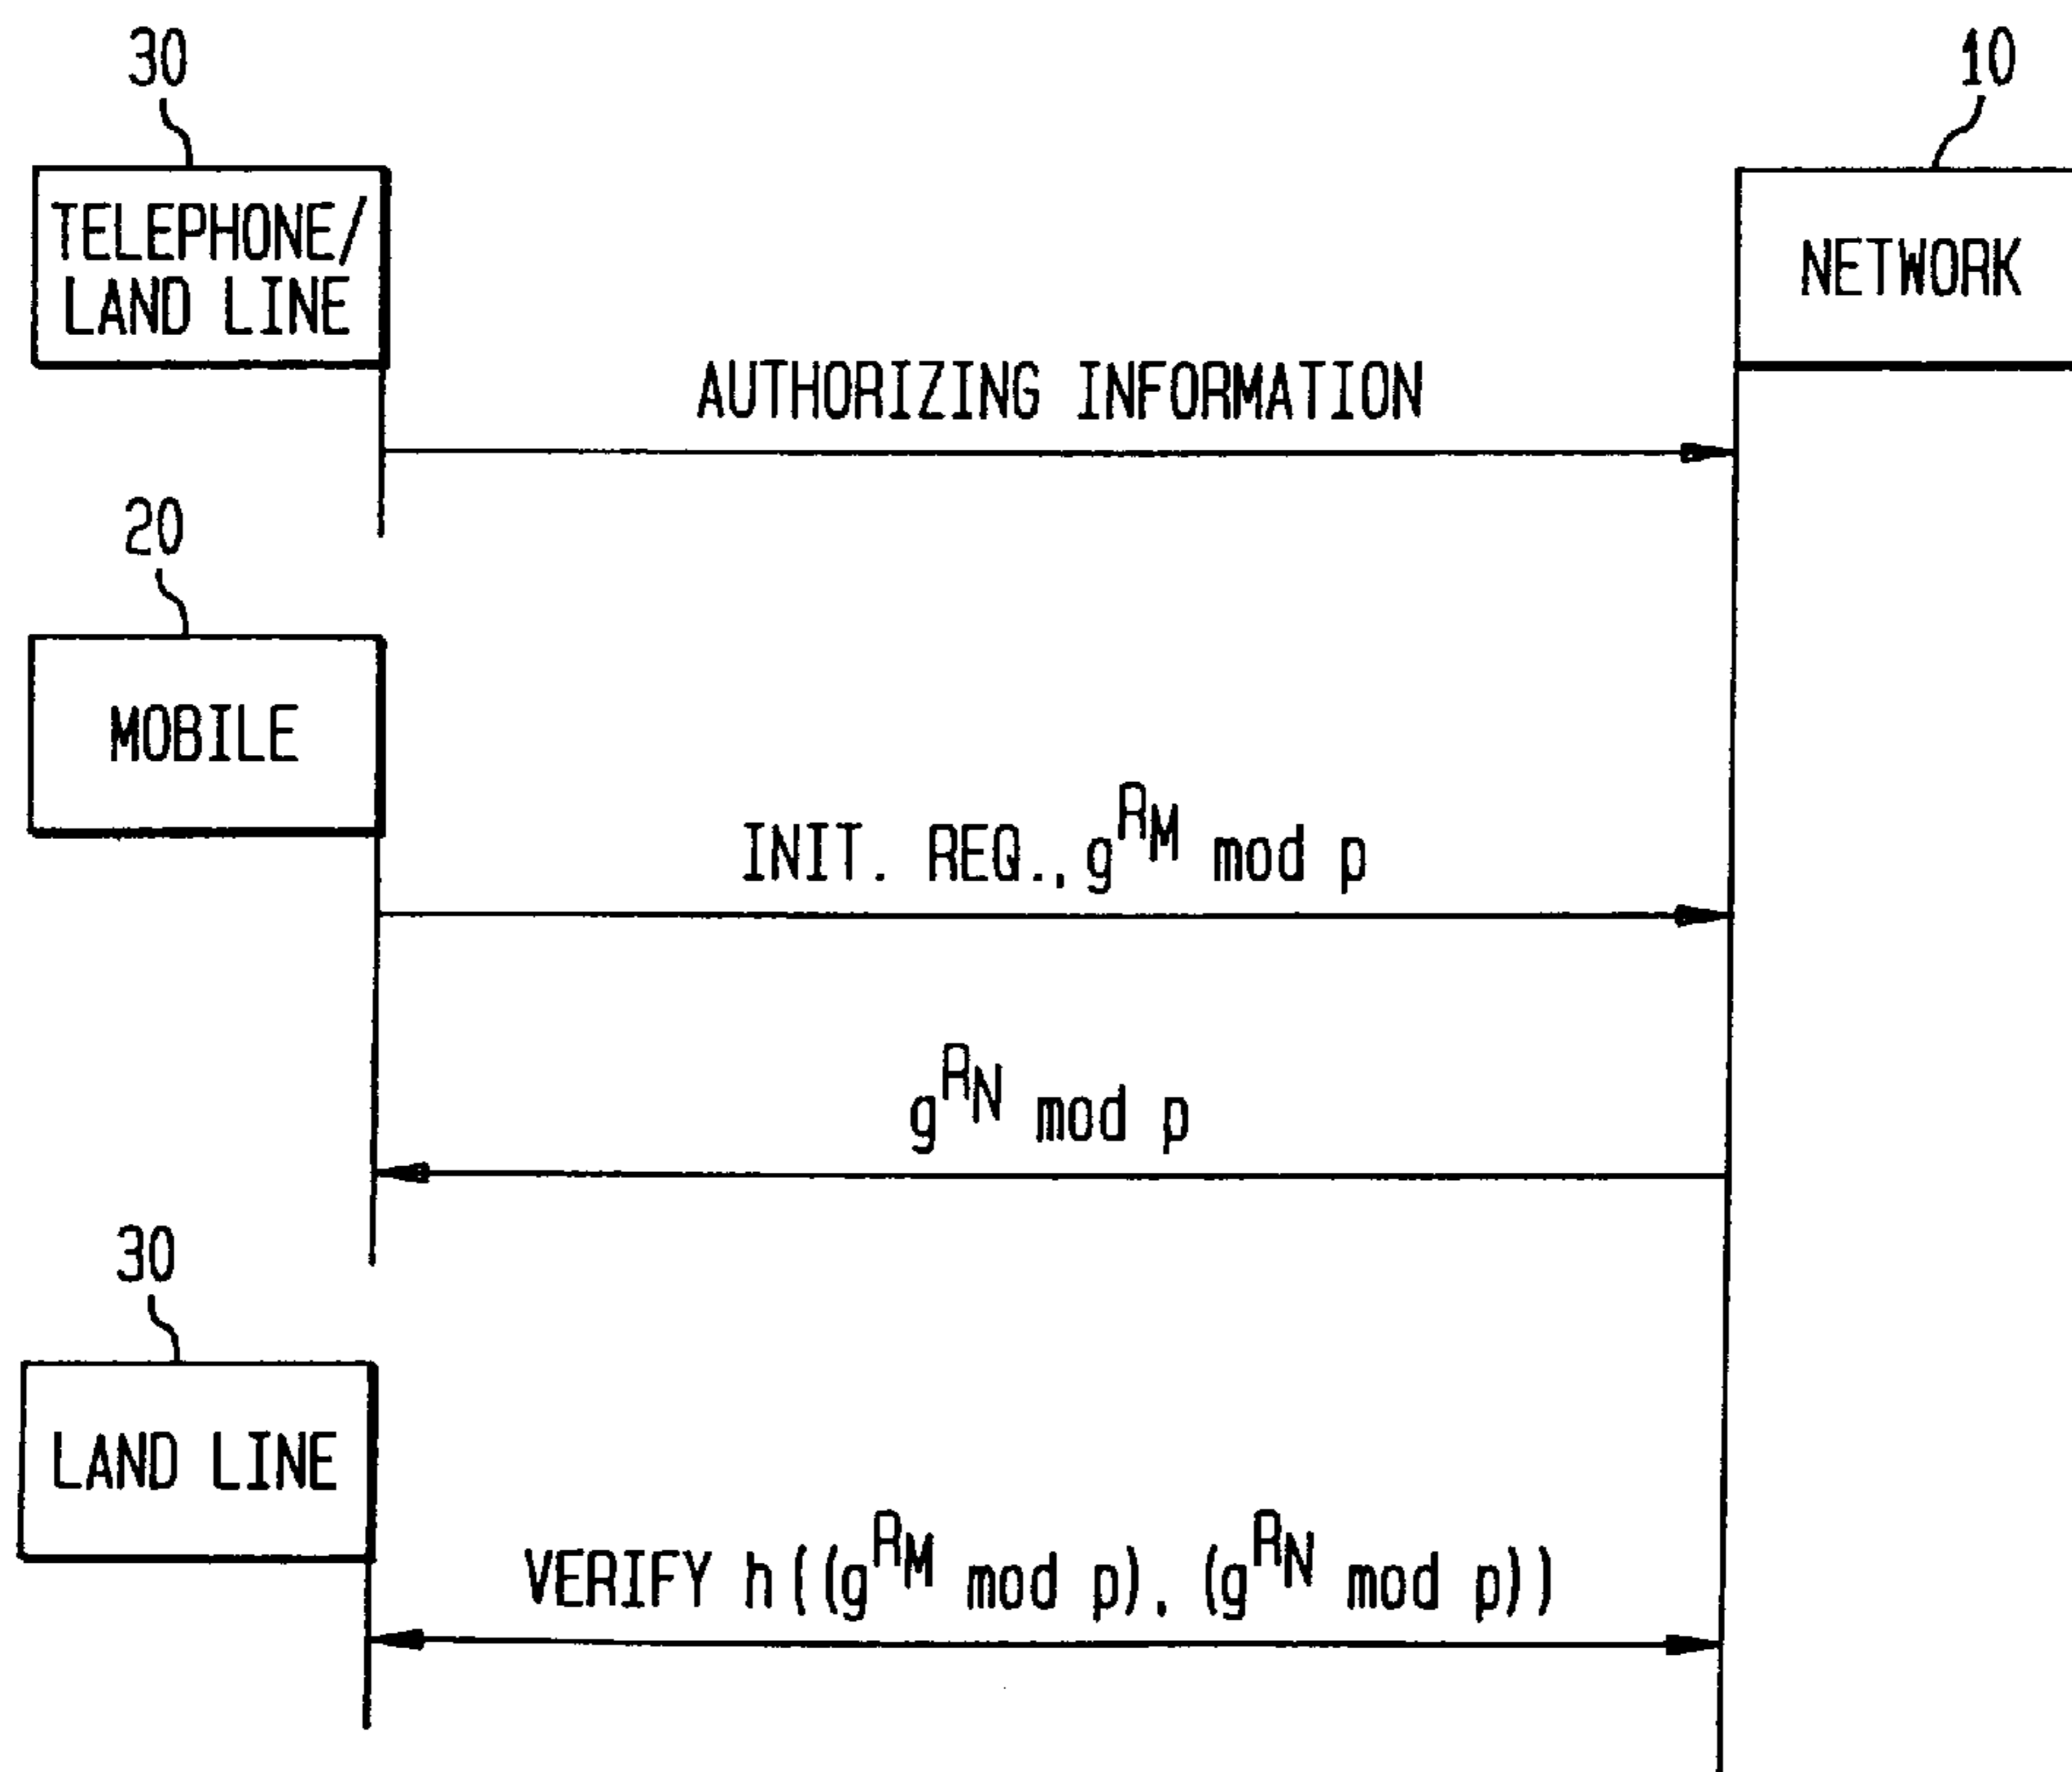 30
10
TELEPHONE/
LAND LINE
NETWORK
AUTHORIZING INFORMATION
20
MOBILE
INIT. REQ., g^RM mod p
g^RN mod p
30
LAND LINE
VERIFY h((g^RM mod p), (g^RN mod p))